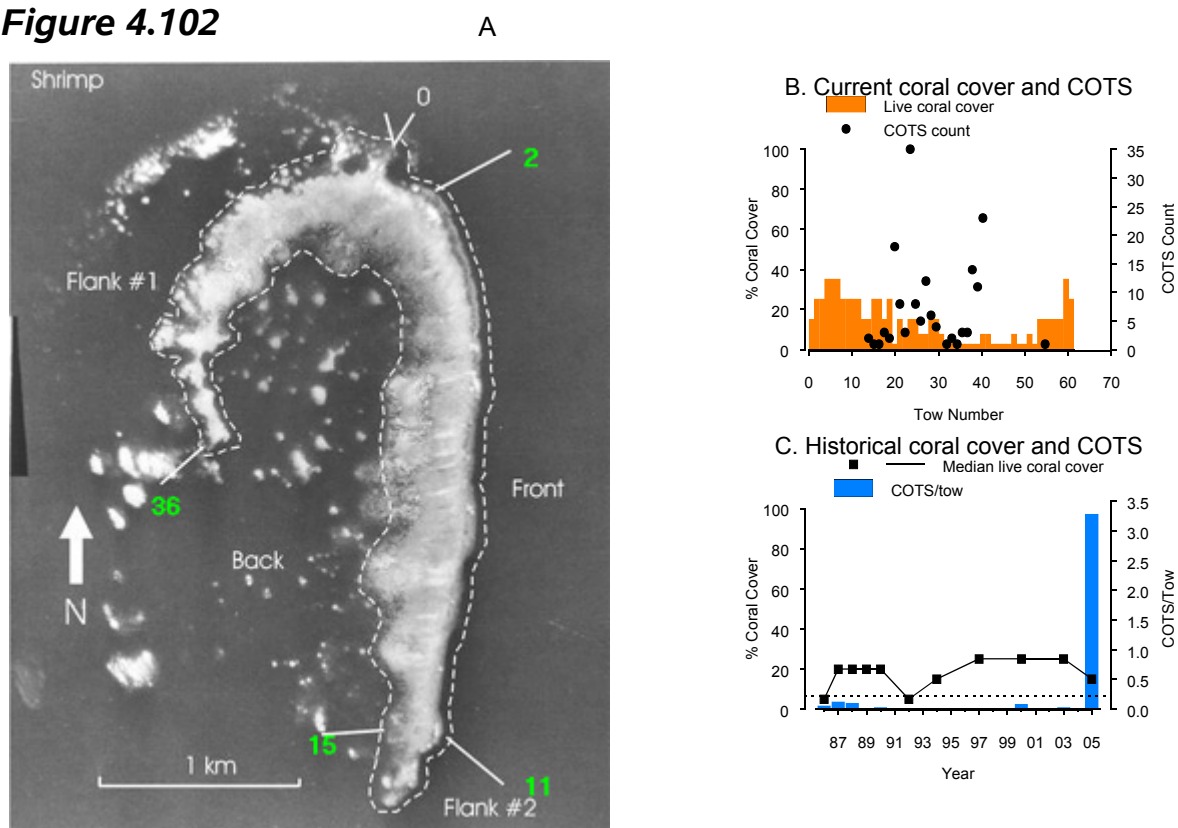 Figure 4.102
A
Shrimp
0
2
Flank #1
Front
36
Back
N
15
1 km
11
Flank #2
B. Current coral cover and COTS
Live coral cover
COTS count
100
80
60
40
20
0
% Coral Cover
35
30
25
20
15
10
5
0
COTS Count
0 10 20 30 40 50 60 70
Tow Number
C. Historical coral cover and COTS
Median live coral cover
COTS/tow
100
80
60
40
20
0
% Coral Cover
3.5
3.0
2.5
2.0
1.5
1.0
0.5
0.0
COTS/Tow
87 89 91 93 95 97 99 01 03 05
Year